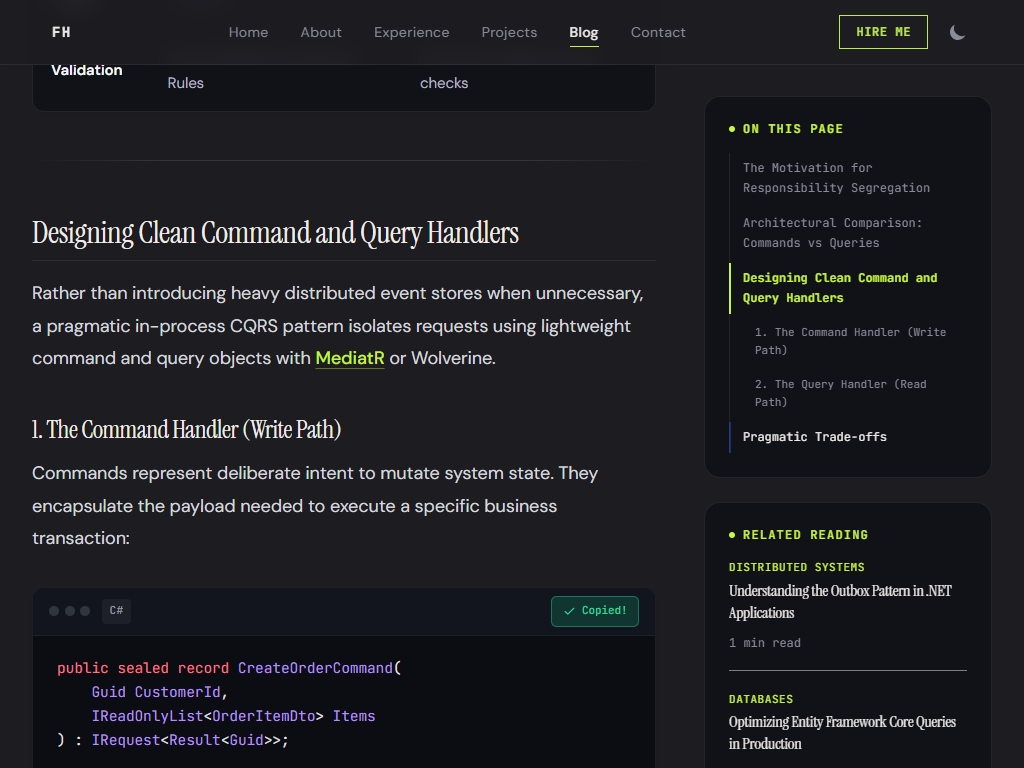 FH
Home
About
Experience
Projects
Blog
Contact
HIRE ME
Validation
Rules
checks
Designing Clean Command and Query Handlers
Rather than introducing heavy distributed event stores when unnecessary,
a pragmatic in-process CQRS pattern isolates requests using lightweight
command and query objects with MediatR or Wolverine.
1. The Command Handler (Write Path)
Commands represent deliberate intent to mutate system state. They
encapsulate the payload needed to execute a specific business
transaction:
C#
Copied!
public sealed record CreateOrderCommand(
    Guid CustomerId,
    IReadOnlyList<OrderItemDto> Items
) : IRequest<Result<Guid>>;
ON THIS PAGE
The Motivation for
Responsibility Segregation
Architectural Comparison:
Commands vs Queries
Designing Clean Command and
Query Handlers
1. The Command Handler (Write
Path)
2. The Query Handler (Read
Path)
Pragmatic Trade-offs
RELATED READING
DISTRIBUTED SYSTEMS
Understanding the Outbox Pattern in .NET
Applications
1 min read
DATABASES
Optimizing Entity Framework Core Queries
in Production